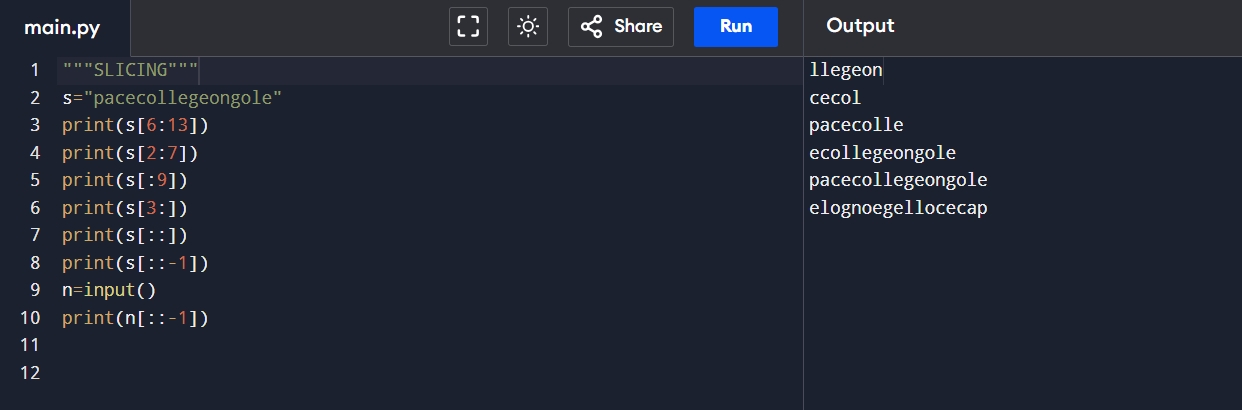 main.py
Share
Run
Output
1 """SLICING"""
2 s="pacecollegeongole"
3 print(s[6:13])
4 print(s[2:7])
5 print(s[:9])
6 print(s[3:])
7 print(s[::])
8 print(s[::-1])
9 n=input()
10 print(n[::-1])
11
12
llegeon
cecol
pacecolle
ecollegeongole
pacecollegeongole
elognoegellocecap